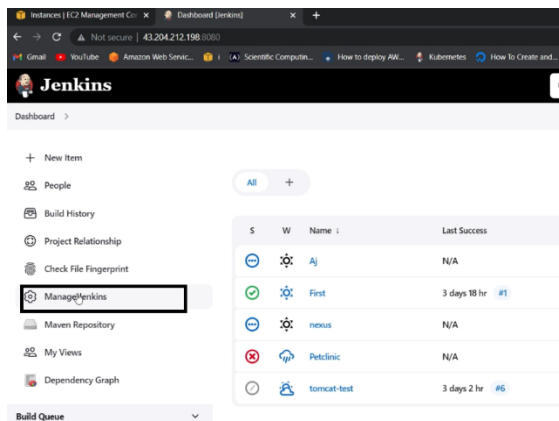 Instances | EC2 Management Con
Dashboard [Jenkins]
Not secure | 43.204.212.198:8080
Gmail YouTube Amazon Web Servic... i (A) Scientific Computin... How to deploy AW... Kubernetes How To Create and...
Jenkins
Dashboard >
New Item
People
Build History
Project Relationship
Check File Fingerprint
Manage Jenkins
Maven Repository
My Views
Dependency Graph
Build Queue
All +
S W Name ↓ Last Success
Aj N/A
First 3 days 18 hr #1
nexus N/A
Petclinic N/A
tomcat-test 3 days 2 hr #6